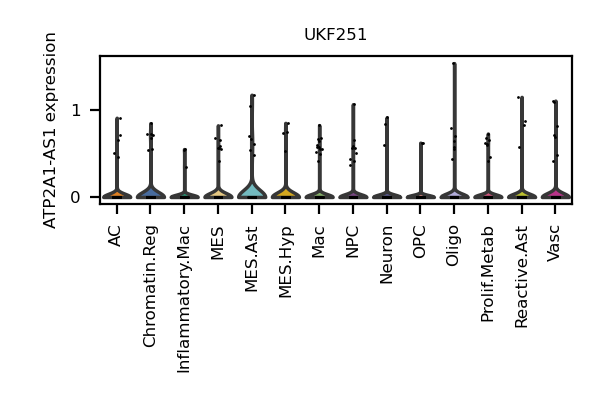 UKF251
ATP2A1-AS1 expression
1
0
AC
Chromatin.Reg
Inflammatory.Mac
MES
MES.Ast
MES.Hyp
Mac
NPC
Neuron
OPC
Oligo
Prolif.Metab
Reactive.Ast
Vasc